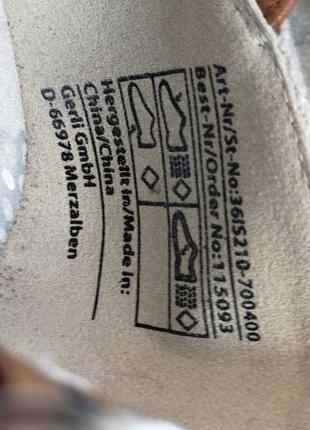 Art-Nr/St-No:36IS210-700400
Best-Nr/Order No:115093
Hergestellt in/Made in:
China/China
Gerli GmbH
D-66978 Merzalben